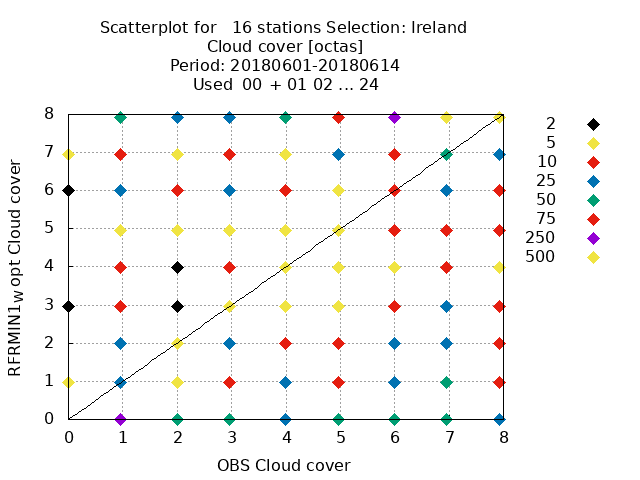 Scatterplot for 16 stations Selection: Ireland
Cloud cover [octas]
Period: 20180601-20180614
Used 00 + 01 02 ... 24
8
7
6
5
4
3
2
1
0
RFRMIN1w opt Cloud cover
0 1 2 3 4 5 6 7 8
OBS Cloud cover
2
5
10
25
50
75
250
500